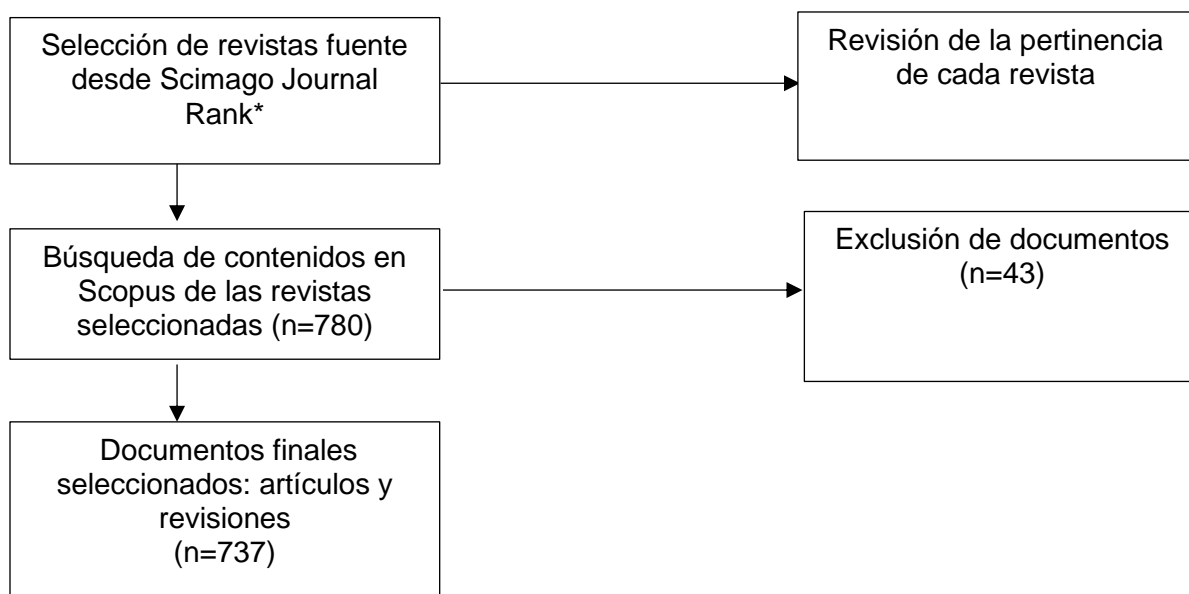 Selección de revistas fuente
desde Scimago Journal
Rank*
Revisión de la pertinencia
de cada revista
Búsqueda de contenidos en
Scopus de las revistas
seleccionadas (n=780)
Exclusión de documentos
(n=43)
Documentos finales
seleccionados: artículos y
revisiones
(n=737)